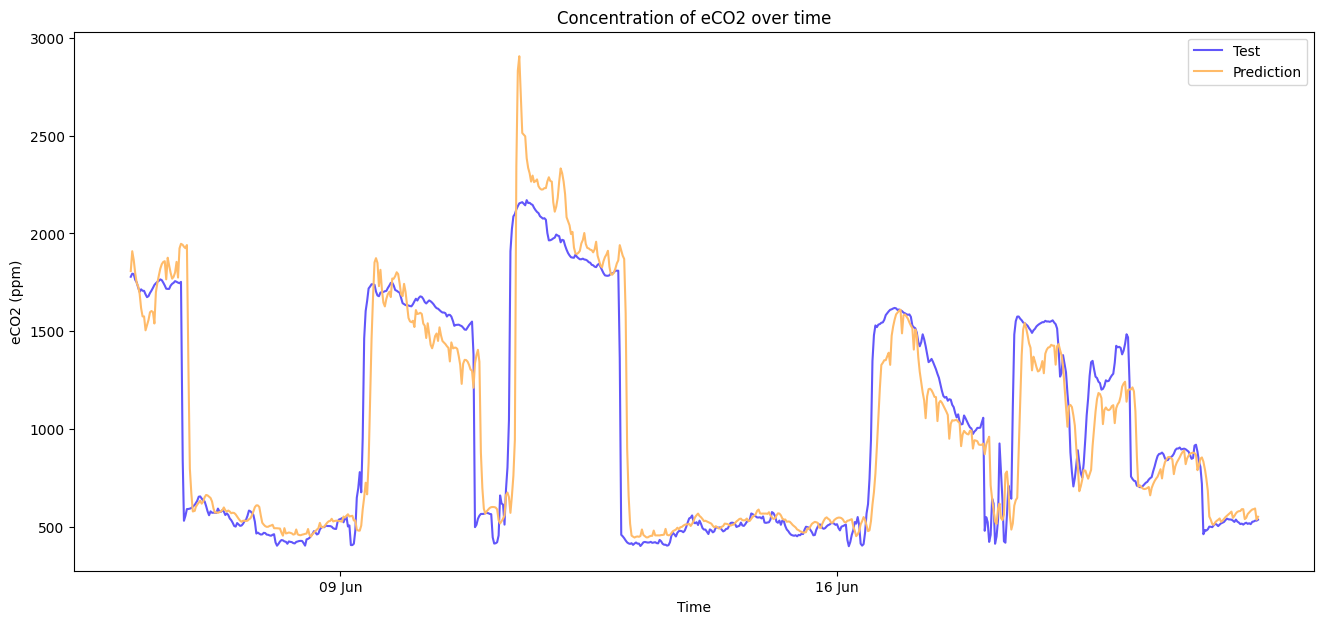 Concentration of eCO2 over time
Test
Prediction
eCO2 (ppm)
3000
2500
2000
1500
1000
500
09 Jun
16 Jun
Time